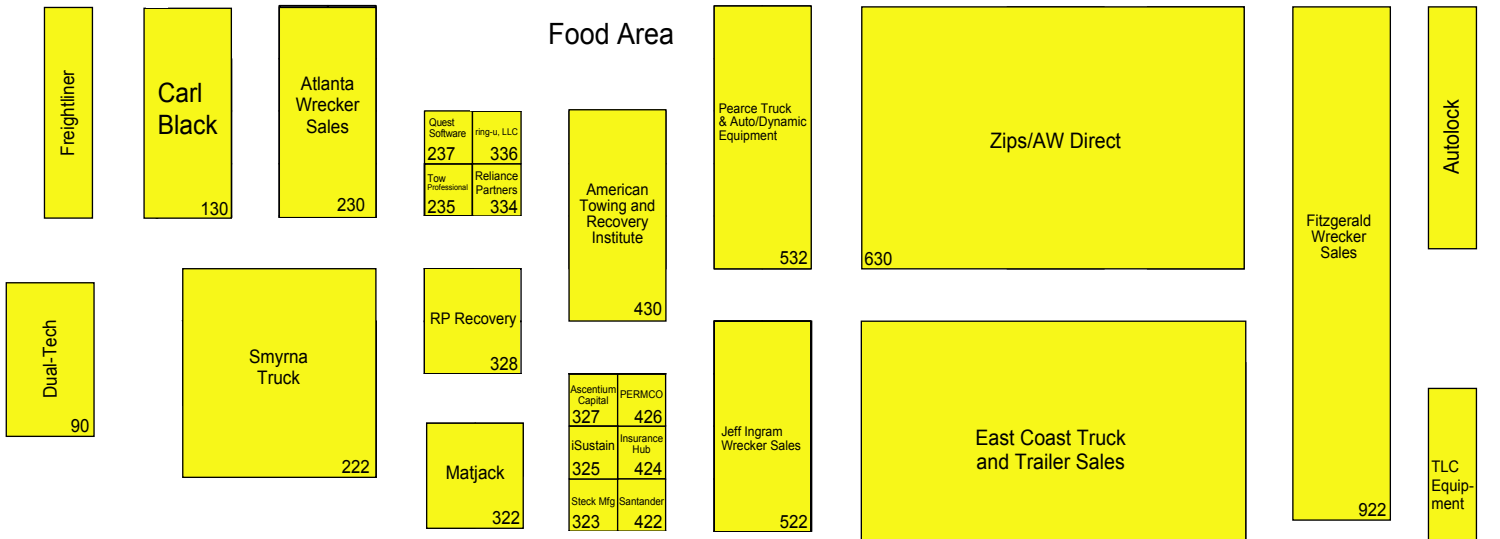 Food Area
Freightliner
Carl
Black
130
Atlanta
Wrecker
Sales
230
Quest
Software
237
ring-u, LLC
336
Tow
Professional
235
Reliance
Partners
334
American
Towing and
Recovery
Institute
430
Pearce Truck
& Auto/Dynamic
Equipment
532
Zips/AW Direct
630
Fitzgerald
Wrecker
Sales
922
Autolock
Dual-Tech
90
Smyrna
Truck
222
RP Recovery
328
Matjack
322
Ascentium
Capital
327
PERMCO
426
iSustain
325
Insurance
Hub
424
Steck Mfg
323
Santander
422
Jeff Ingram
Wrecker Sales
522
East Coast Truck
and Trailer Sales
TLC
Equip-
ment